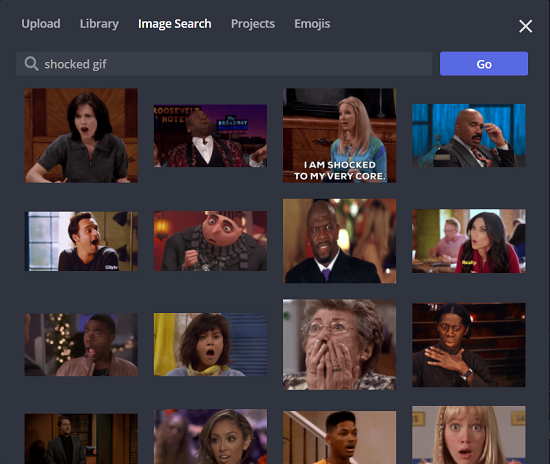 Upload Library Image Search Projects Emojis
shocked gif Go
ROOSEVELT
HOTEL
THE
BROADWAY
I AM SHOCKED
TO MY VERY CORE.
Citytv
Really.